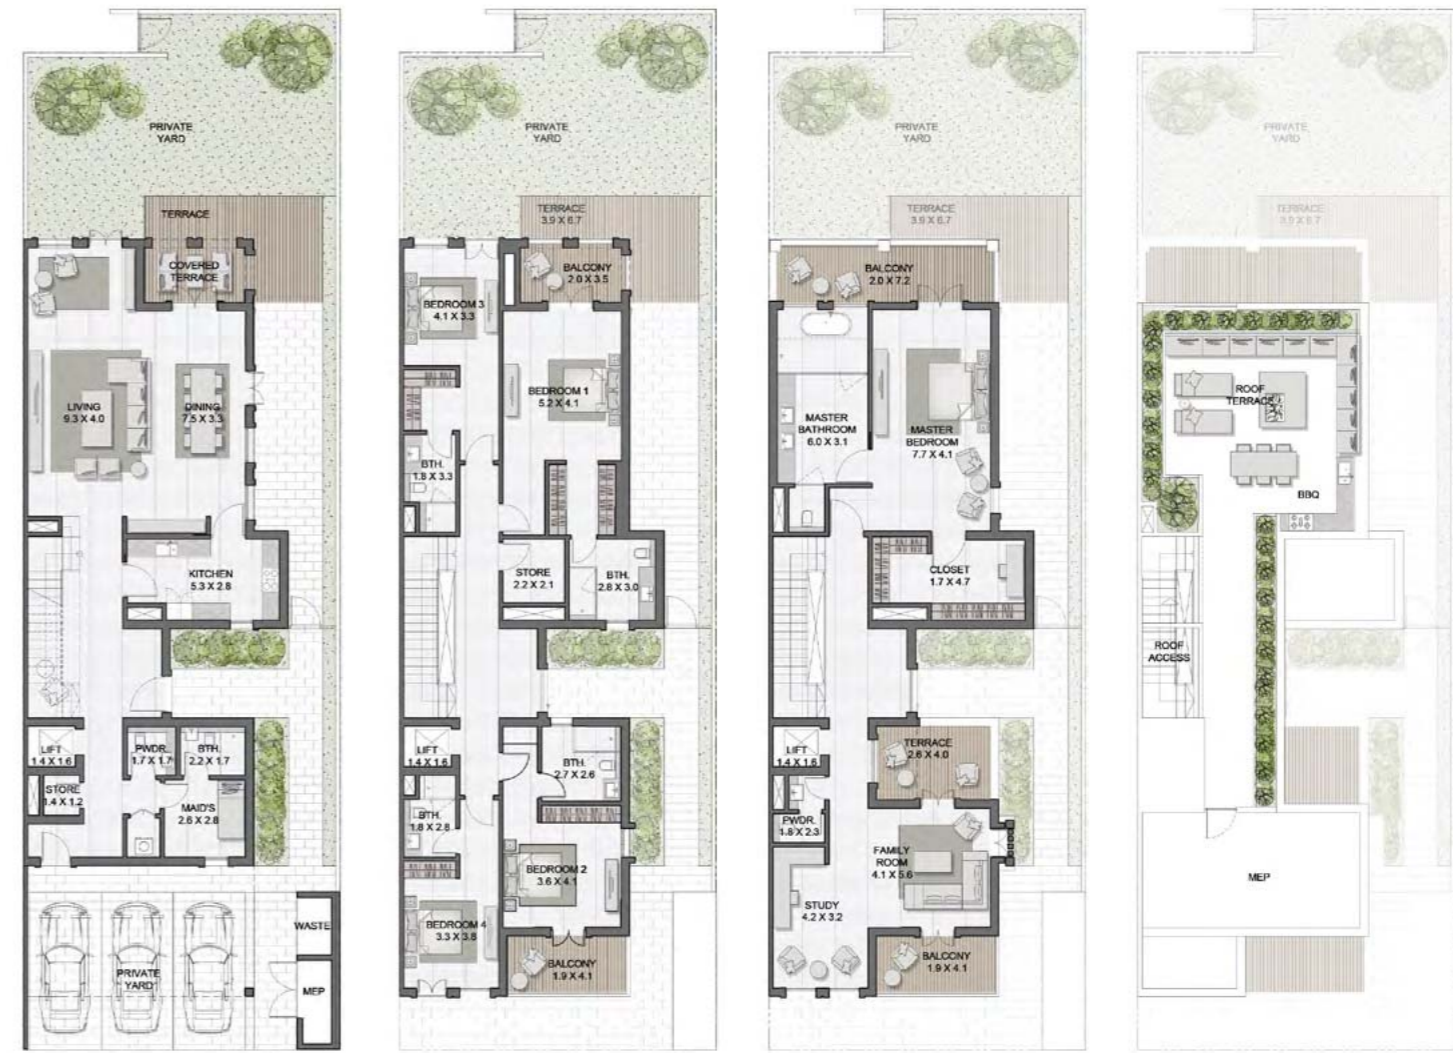 PRIVATE
YARD
TERRACE
COVERED
TERRACE
LIVING
9.3 X 4.0
DINING
7.5 X 3.3
KITCHEN
5.3 X 2.8
LIFT
1.4 X 1.6
PWDR.
1.7 X 1.7
BTH.
2.2 X 1.7
STORE
1.4 X 1.2
MAID'S
2.6 X 2.8
WASTE
PRIVATE
YARD
MEP
PRIVATE
YARD
TERRACE
3.9 X 6.7
BALCONY
2.0 X 3.5
BEDROOM 3
4.1 X 3.3
BEDROOM 1
5.2 X 4.1
BTH.
1.8 X 3.3
STORE
2.2 X 2.1
BTH.
2.8 X 3.0
LIFT
1.4 X 1.6
BTH.
2.7 X 2.6
BTH.
1.8 X 2.8
BEDROOM 2
3.6 X 4.1
BEDROOM 4
3.3 X 3.8
BALCONY
1.9 X 4.1
PRIVATE
YARD
TERRACE
3.9 X 6.7
BALCONY
2.0 X 7.2
MASTER
BATHROOM
6.0 X 3.1
MASTER
BEDROOM
7.7 X 4.1
CLOSET
1.7 X 4.7
LIFT
1.4 X 1.6
TERRACE
2.6 X 4.0
PWDR.
1.8 X 2.3
FAMILY
ROOM
4.1 X 5.6
STUDY
4.2 X 3.2
BALCONY
1.9 X 4.1
PRIVATE
YARD
TERRACE
3.9 X 6.7
ROOF
TERRACE
BBQ
ROOF
ACCESS
MEP